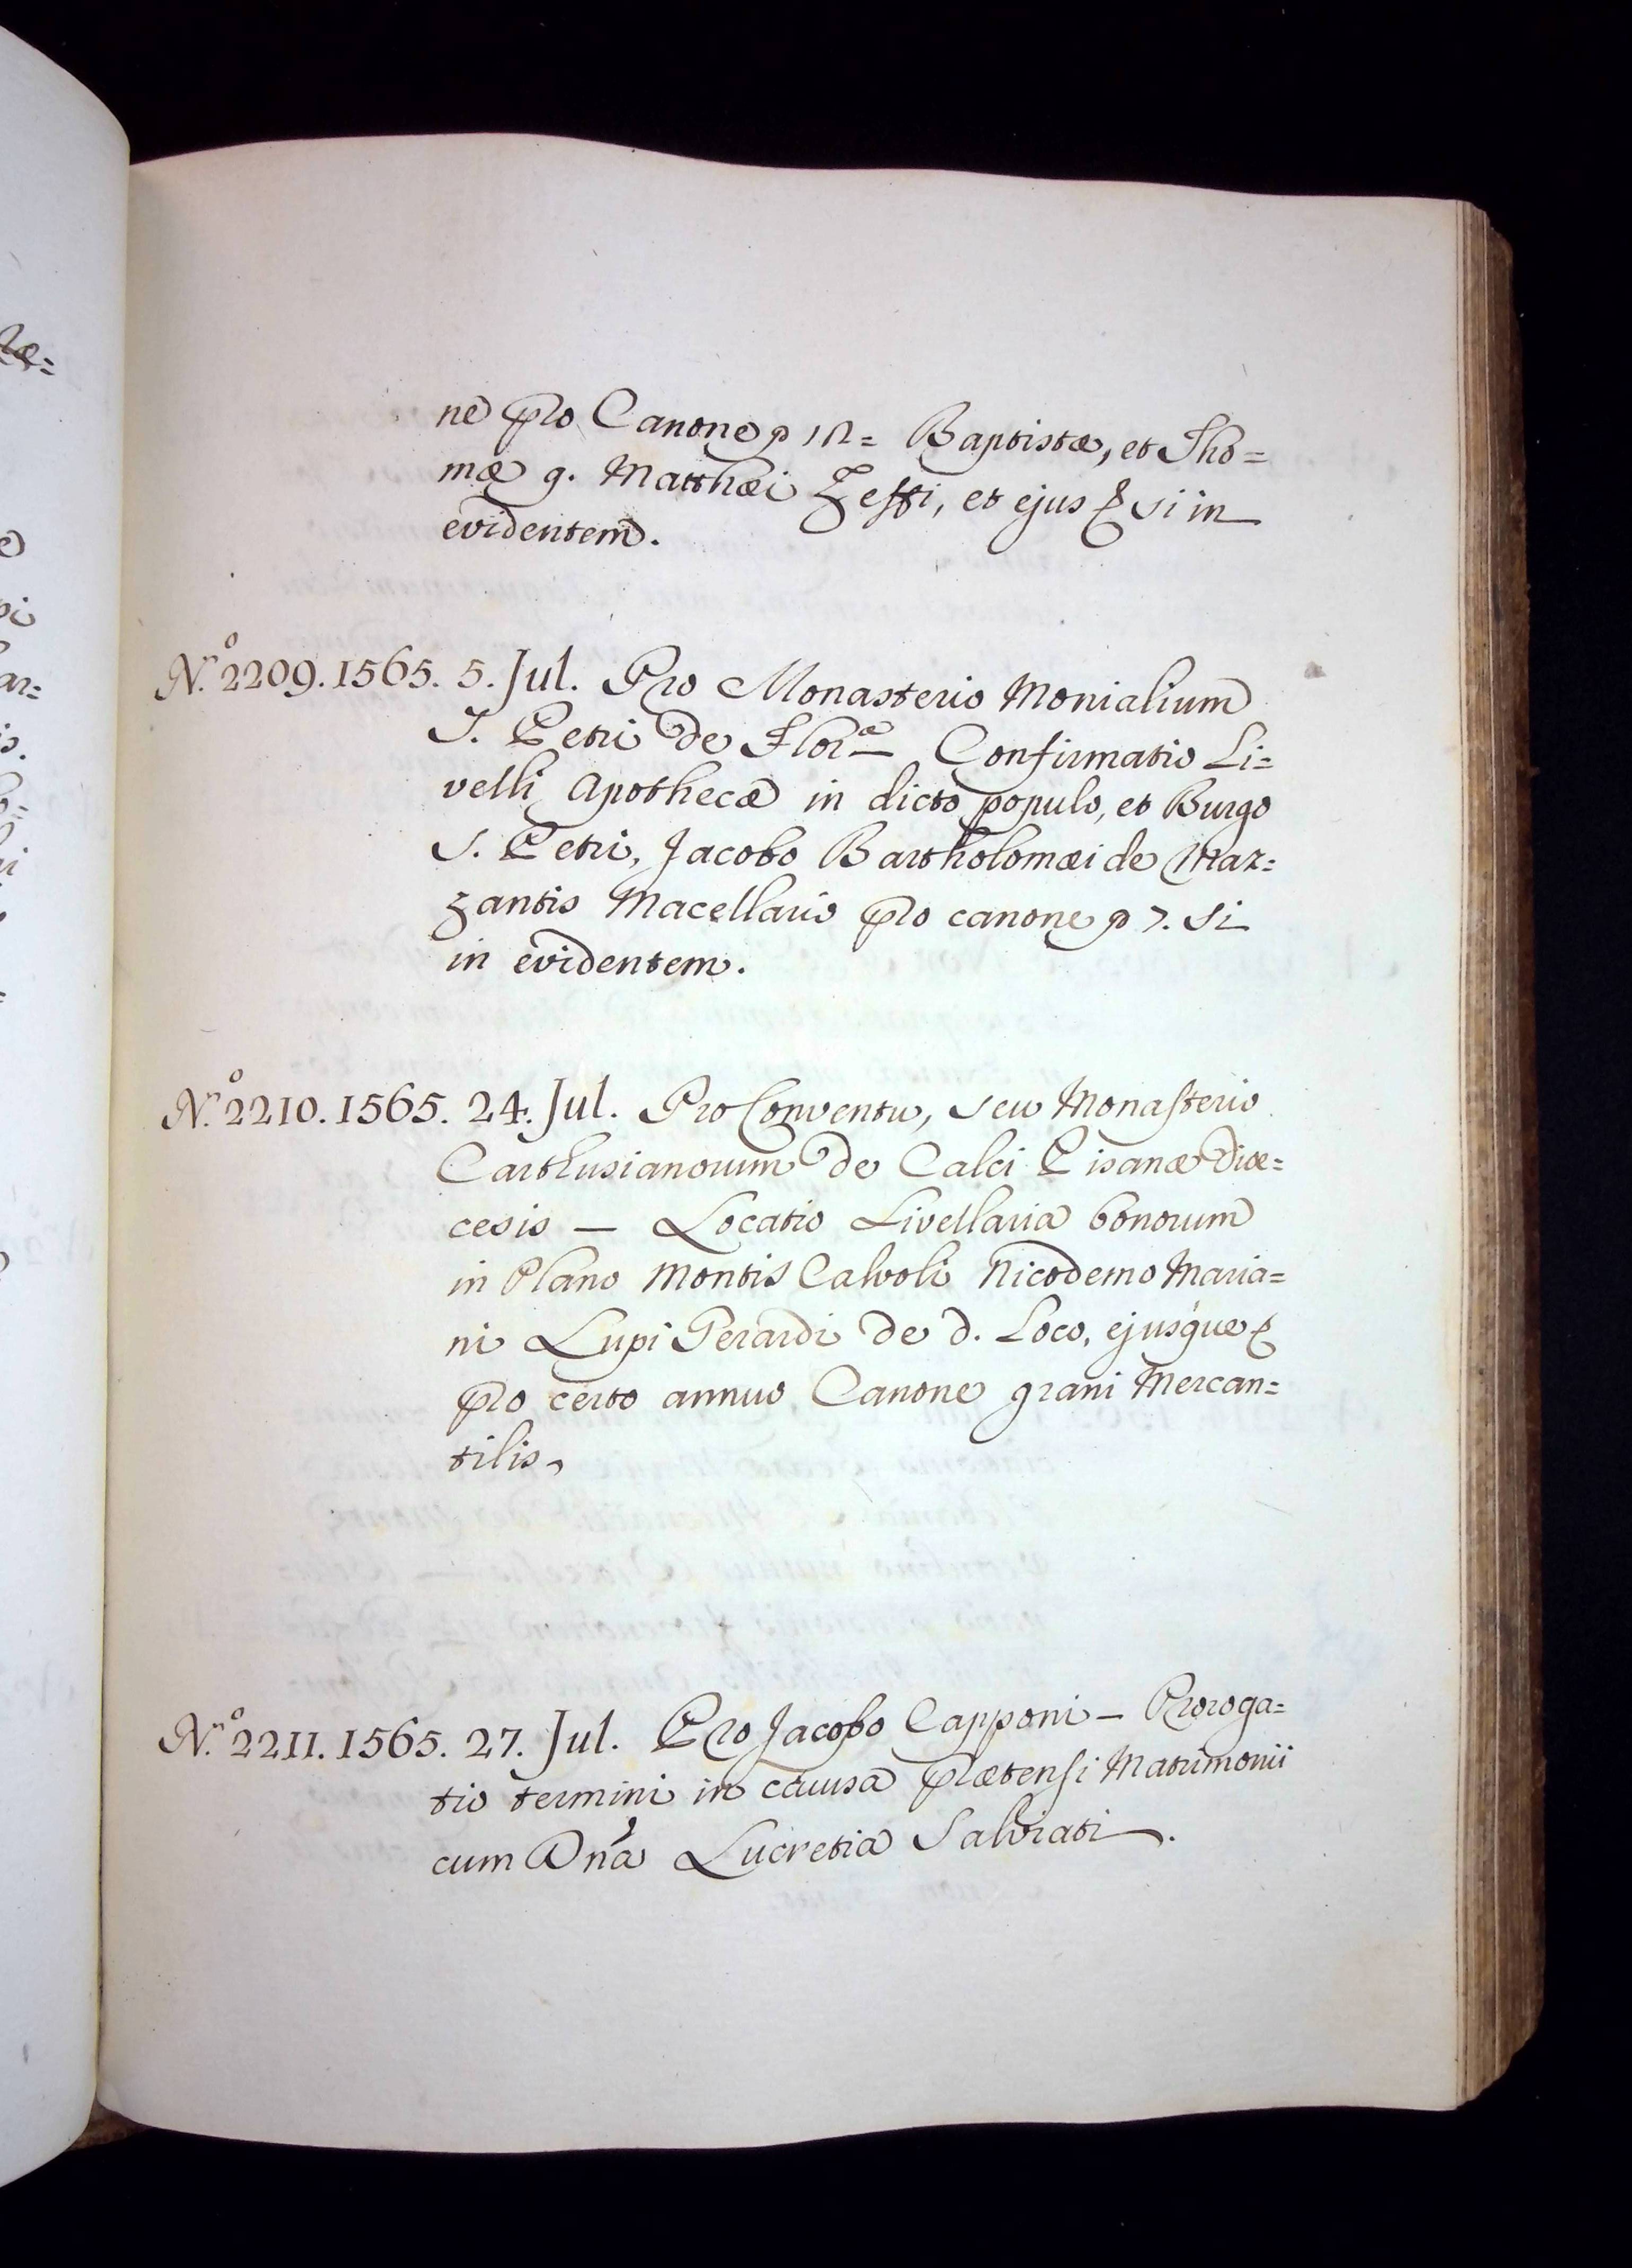 ne pro Canone
Baptistæ, et Tho=
mæ q. Matthæi Zeffi, et ejus & si in
evidentem.
N.º 2209. 1565. 5. Jul. Pro Monasterio Monialium
S. Petri de Flor.æ — Confirmatio Li=
velli Apothecæ in dicto populo, et Burgo
S. Petri, Jacobo Bartholomæi de Maz=
zantis Macellario pro canone 7. Si
in evidentem.
N.º 2210. 1565. 24. Jul. Pro Conventu, seu Monasterio
Carthusianorum de Calci Pisanæ Diœ=
cesis — Locatio Livellaria bonorum
in Plano Montis Calvoli Nicodemo Maria=
ni Lupi Gerardi de d. Loco, ejusque &
pro certo annuo Canone grani Mercan=
tilis.
N.º 2211. 1565. 27. Jul. Pro Jacobo Capponi — Proroga=
tio termini in causa prætensi Matrimonii
cum Dña Lucretia Salviati.